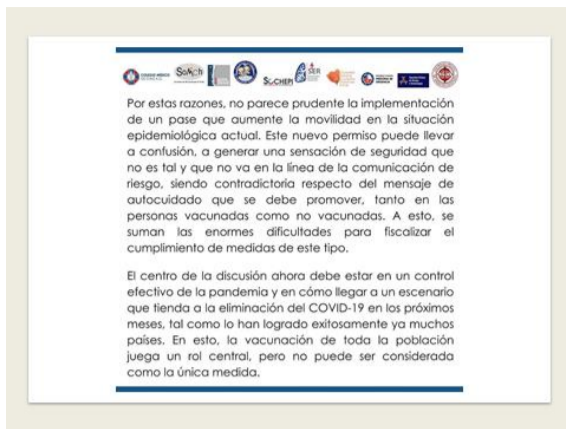 SOCHEPI
SER
Por estas razones, no parece prudente la implementación
de un pase que aumente la movilidad en la situación
epidemiológica actual. Este nuevo permiso puede llevar
a confusión, a generar una sensación de seguridad que
no es tal y que no va en la línea de la comunicación de
riesgo, siendo contradictoria respecto del mensaje de
autocuidado que se debe promover, tanto en las
personas vacunadas como no vacunadas. A esto, se
suman las enormes dificultades para fiscalizar el
cumplimiento de medidas de este tipo.
El centro de la discusión ahora debe estar en un control
efectivo de la pandemia y en cómo llegar a un escenario
que tienda a la eliminación del COVID-19 en los próximos
meses, tal como lo han logrado exitosamente ya muchos
países. En esto, la vacunación de toda la población
juega un rol central, pero no puede ser considerada
como la única medida.